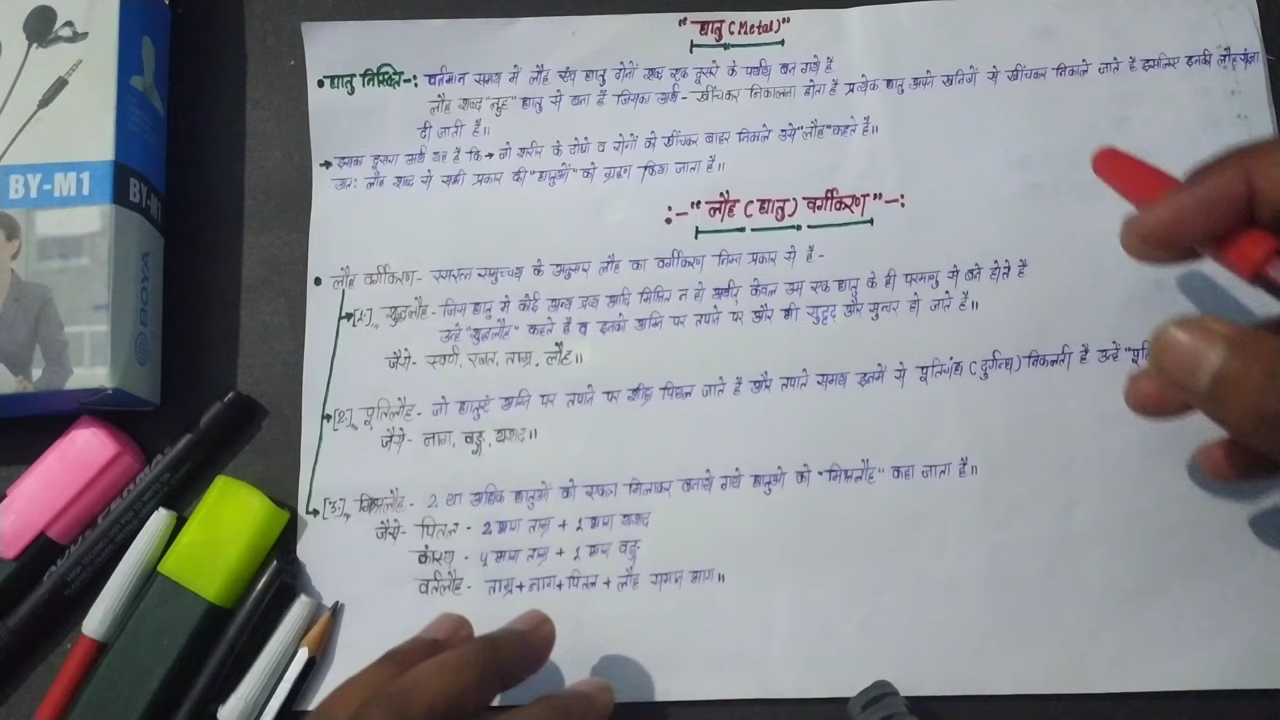 "धातु (Metal)"
• धातु निरुक्ति-: वर्तमान समय में लौह एवं धातु दोनों शब्द एक दूसरे के पर्याय बन गये है
लौह शब्द "लुह" धातु से बना है जिसका अर्थ - खींचकर निकालना होता है प्रत्येक धातु अपने खनिजों से खींचकर निकाले जाते है इसलिए इनकी लौह संज्ञा
दी जाती है॥
→ इसका दूसरा अर्थ यह है कि → जो शरीर के दोषो व रोगों को खींचकर बाहर निकाले उसे "लौह" कहते है॥
अतः लौह शब्द से सभी प्रकार की "धातुओं" को ग्रहण किया जाता है॥
:-"लौह (धातु) वर्गीकरण"-:
• लौह वर्गीकरण - रसरत्न समुच्चय के अनुसार लौह का वर्गीकरण निम्न प्रकार से है -
[1.] शुद्धलौह - जिस धातु मे कोई अन्य द्रव्य आदि मिश्रित न हो अर्थात् केवल उस एक धातु के ही परमाणु से बने होते है
उन्हे "शुद्धलौह" कहते है व इनको अग्नि पर तपाने पर और भी सुदृढ और सुन्दर हो जाते है॥
जैसे - स्वर्ण, रजत, ताम्र, लौह॥
[2.] पूतिलौह - जो धातुएं अग्नि पर तपाने पर शीघ्र पिघल जाते है और तपाते समय इनमें से पूतिगंध (दुर्गन्ध) निकलती है उन्हें "पूति
जैसे - नाग, वङ्ग, यशद॥
[3.] मिश्रलौह - 2 या अधिक धातुओं को एकत्र मिलाकर बनाये गये धातुओ को "मिश्रलौह" कहा जाता है॥
जैसे - पितल - 2 भाग ताम्र + 1 भाग यशद
कांस्य - 4 भाग ताम्र + 1 भाग वङ्ग
वर्तलौह - ताम्र + नाग + पितल + लौह समान भाग॥
BY-M1
BY-M1
BOYA